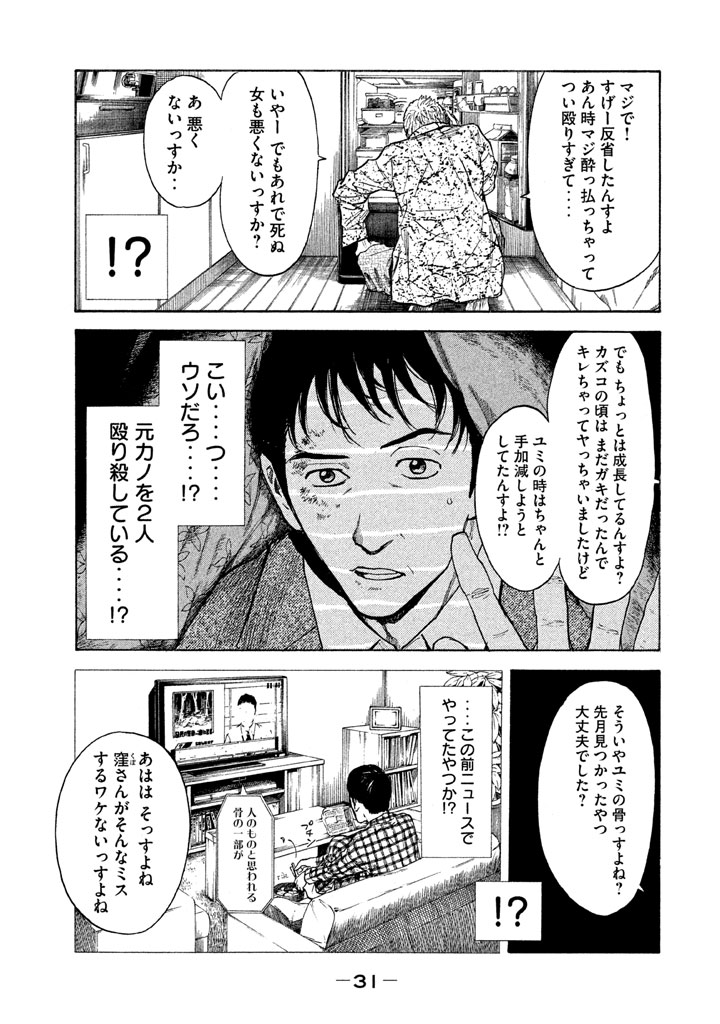 マジで!
すげー反省したんすよ
あん時マジ酔っ払っちゃって
つい殴りすぎて‥‥
いやー でもあれで死ぬ
女も悪くないっすか?
あ 悪く
ないっすか‥
!?
でも ちょっとは成長してるんすよ?
カズコの頃は まだガキだったんで
キレちゃってヤっちゃいましたけど
ユミの時はちゃんと
手加減しようと
してたんすよ!?
こい‥‥つ‥‥
ウソだろ‥‥!?
元カノを2人
殴り殺している‥‥!?
そういやユミの骨っすよね?
先月見つかったやつ
大丈夫でした?
!?
‥‥この前ニュースで
やってたやつか!?
人のものと思われる
骨の一部が
プチ
あはは そっすよね
窪さんがそんなミス
くぼ
するワケないっすよね
—31—